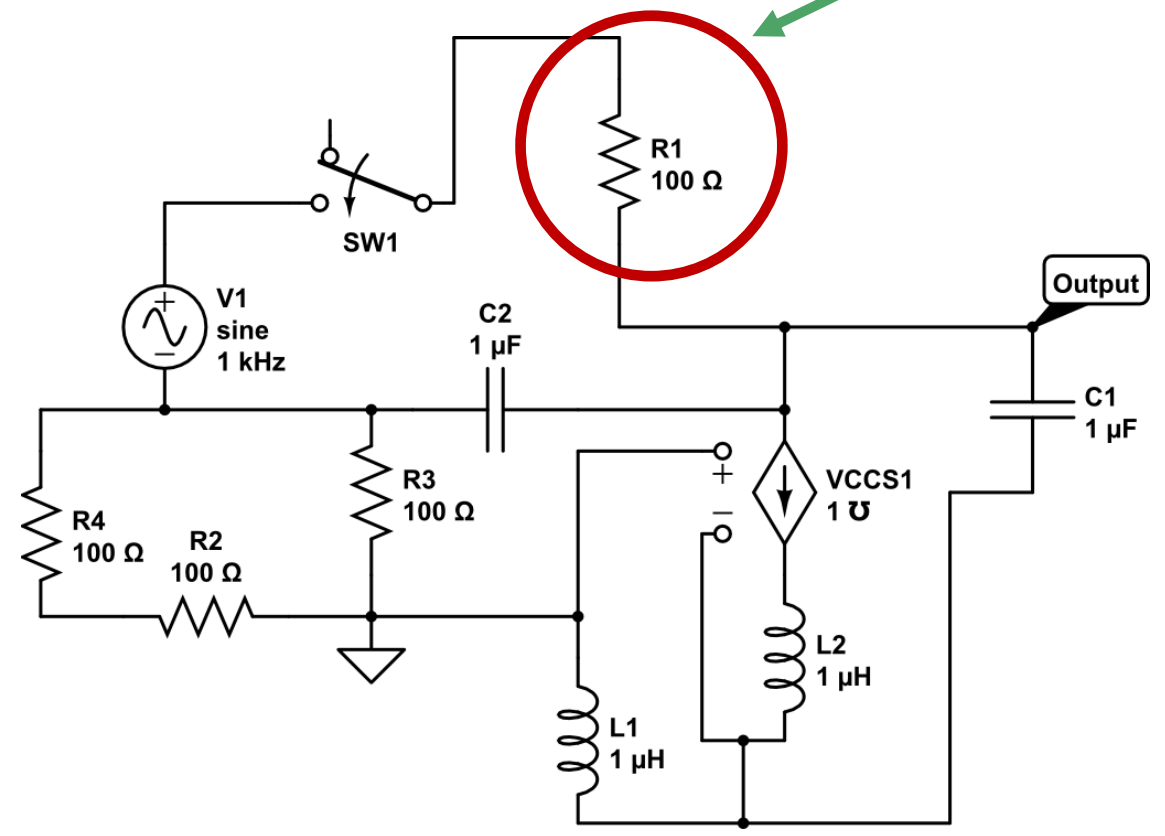 R1
100 Ω
SW1
Output
V1
sine
1 kHz
C2
1 µF
C1
1 µF
R3
100 Ω
VCCS1
1 ℧
R4
100 Ω
R2
100 Ω
L2
1 µH
L1
1 µH